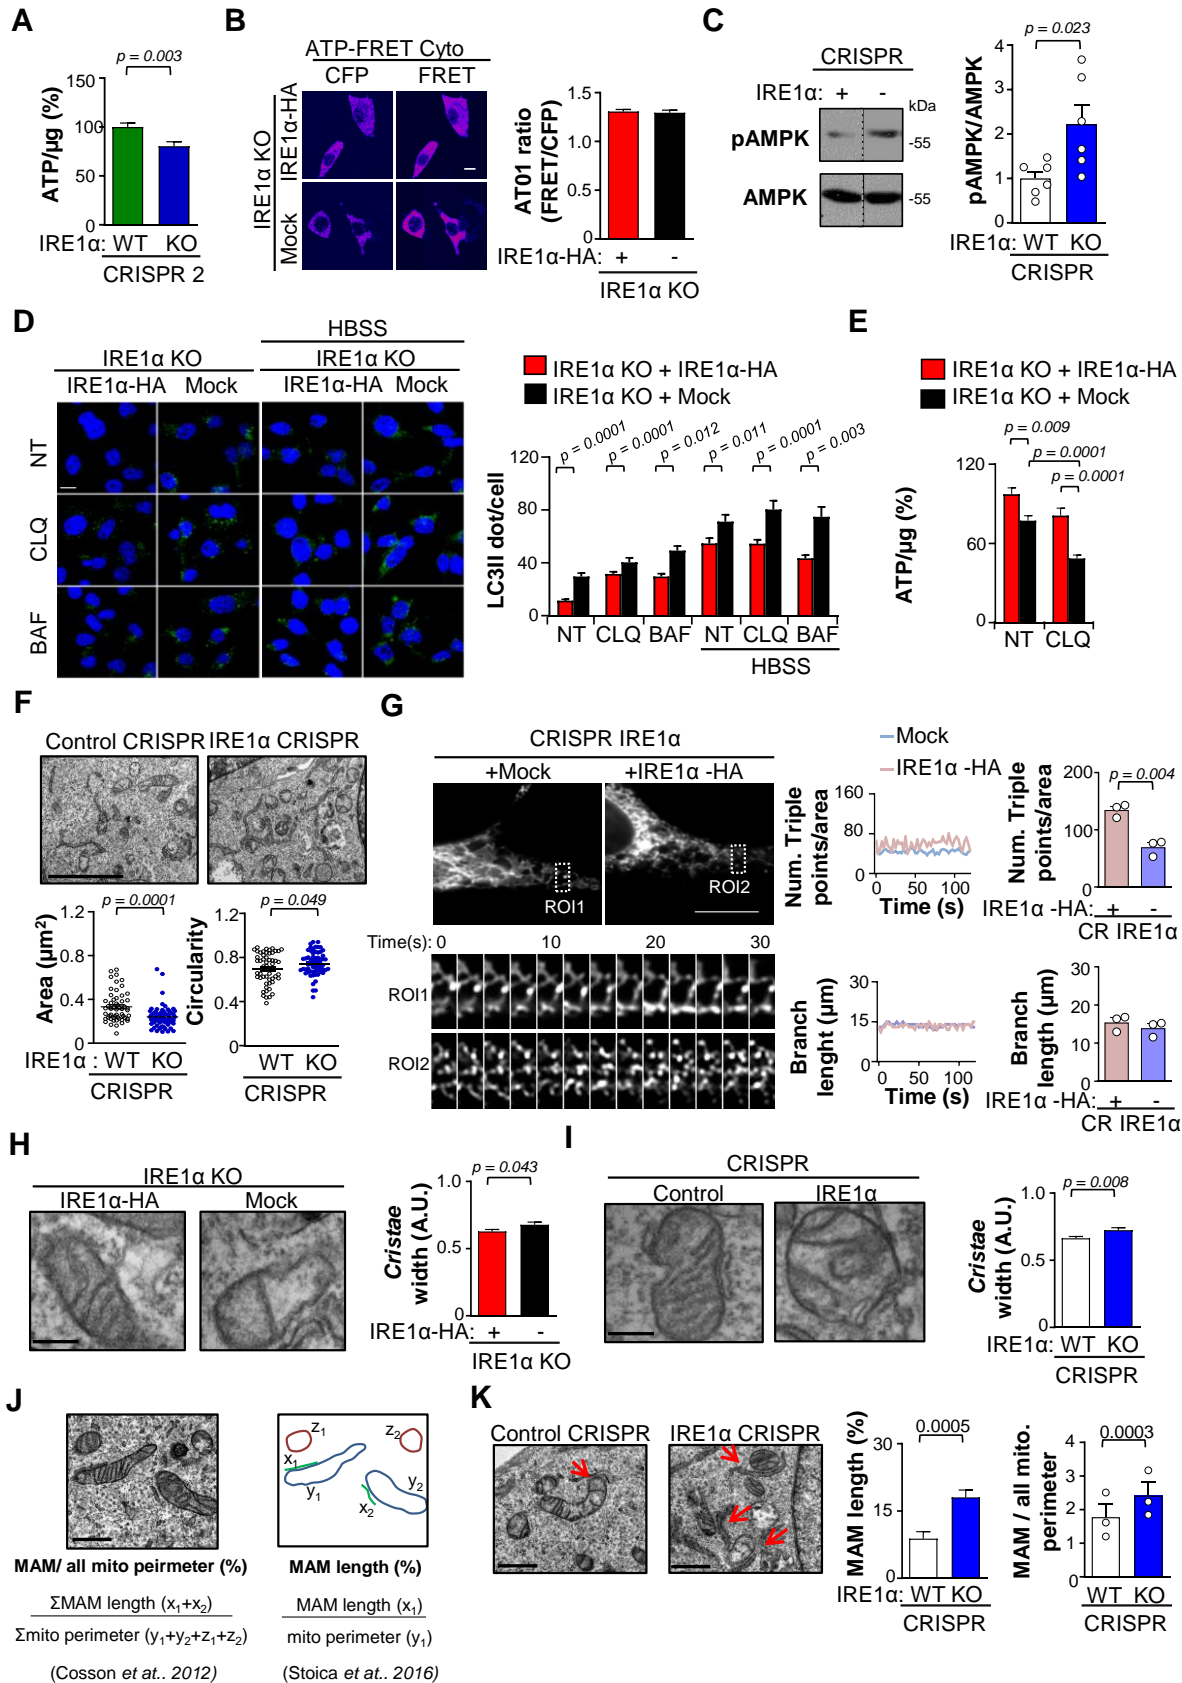 A
p = 0.003
ATP/µg (%)
150
100
50
0
IRE1α: WT KO
CRISPR 2
B
ATP-FRET Cyto
CFP FRET
IRE1α KO
IRE1α-HA
Mock
AT01 ratio
(FRET/CFP)
1.5
1.0
0.5
0
IRE1α-HA: + -
IRE1α KO
C
CRISPR
IRE1α: + -
kDa
pAMPK -55
AMPK -55
p = 0.023
pAMPK/AMPK
4
3
2
1
0
IRE1α: WT KO
CRISPR
D
HBSS
IRE1α KO IRE1α KO
IRE1α-HA Mock IRE1α-HA Mock
NT
CLQ
BAF
IRE1α KO + IRE1α-HA
IRE1α KO + Mock
p = 0.0001
p = 0.0001
p = 0.012
p = 0.011
p = 0.0001
p = 0.003
LC3II dot/cell
120
80
40
0
NT CLQ BAF NT CLQ BAF
HBSS
E
IRE1α KO + IRE1α-HA
IRE1α KO + Mock
p = 0.009
p = 0.0001
p = 0.0001
ATP/µg (%)
120
60
0
NT CLQ
F
Control CRISPR IRE1α CRISPR
p = 0.0001
Area (µm2)
1.2
0.8
0.4
0
IRE1α : WT KO
CRISPR
p = 0.049
Circularity
1.2
0.8
0.4
0
WT KO
CRISPR
G
CRISPR IRE1α
+Mock +IRE1α -HA
ROI1 ROI2
Time(s): 0 10 20 30
ROI1
ROI2
Mock
IRE1α -HA
Num. Triple
points/area
160
80
0
0 50 100
Time (s)
Num. Triple
points/area
200
100
0
p = 0.004
IRE1α -HA: + -
CR IRE1α
Branch
lenght (µm)
30
15
0
0 50 100
Time (s)
Branch
length (µm)
30
20
10
0
IRE1α -HA: + -
CR IRE1α
H
IRE1α KO
IRE1α-HA Mock
p = 0.043
Cristae
width (A.U.)
1.0
0.5
0
IRE1α-HA: + -
IRE1α KO
I
CRISPR
Control IRE1α
p = 0.008
Cristae
width (A.U.)
1.0
0.5
0
IRE1α: WT KO
CRISPR
J
z1 z2
x1
y1 y2
x2
MAM/ all mito peirmeter (%)
ΣMAM length (x1+x2)
Σmito perimeter (y1+y2+z1+z2)
(Cosson et at.. 2012)
MAM length (%)
MAM length (x1)
mito perimeter (y1)
(Stoica et at.. 2016)
K
Control CRISPR IRE1α CRISPR
0.0005
MAM length (%)
30
15
0
IRE1α: WT KO
CRISPR
0.0003
MAM / all mito.
perimeter
4
3
2
1
0
WT KO
CRISPR